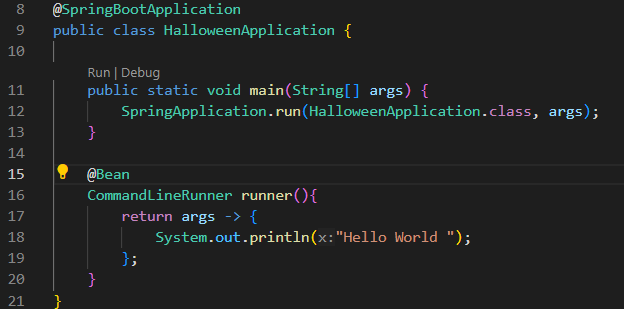 8 @SpringBootApplication
9 public class HalloweenApplication {
10
Run | Debug
11 public static void main(String[] args) {
12 SpringApplication.run(HalloweenApplication.class, args);
13 }
14
15 @Bean
16 CommandLineRunner runner(){
17 return args -> {
18 System.out.println(x:"Hello World ");
19 };
20 }
21 }